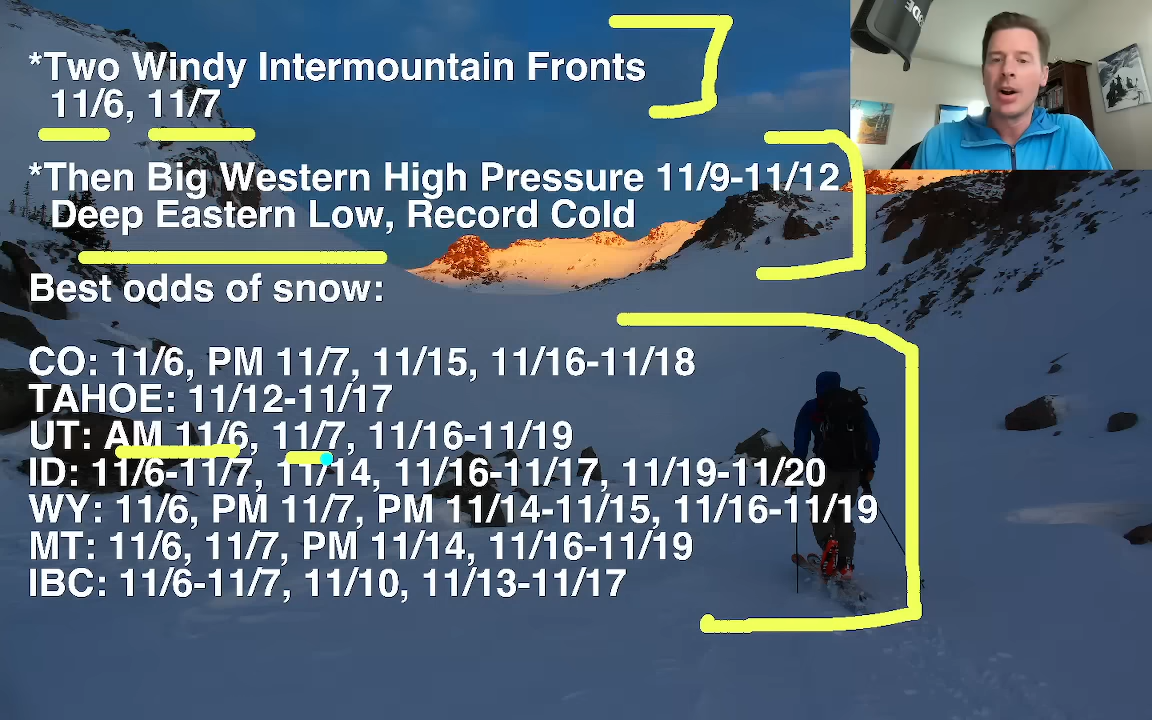 *Two Windy Intermountain Fronts
11/6, 11/7
*Then Big Western High Pressure 11/9-11/12
Deep Eastern Low, Record Cold
Best odds of snow:
CO: 11/6, PM 11/7, 11/15, 11/16-11/18
TAHOE: 11/12-11/17
UT: AM 11/6, 11/7, 11/16-11/19
ID: 11/6-11/7, 11/14, 11/16-11/17, 11/19-11/20
WY: 11/6, PM 11/7, PM 11/14-11/15, 11/16-11/19
MT: 11/6, 11/7, PM 11/14, 11/16-11/19
IBC: 11/6-11/7, 11/10, 11/13-11/17